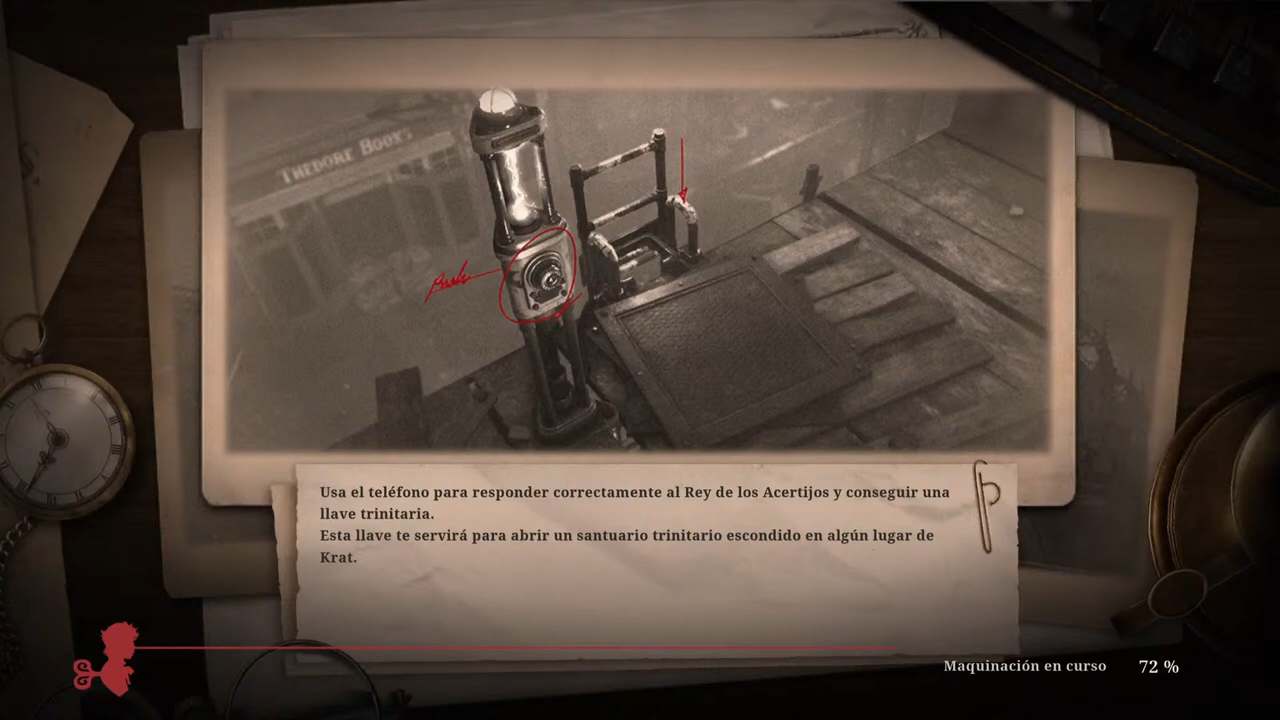 THEDORE BOOK'S
Usa el teléfono para responder correctamente al Rey de los Acertijos y conseguir una
llave trinitaria.
Esta llave te servirá para abrir un santuario trinitario escondido en algún lugar de
Krat.
Maquinación en curso 72 %